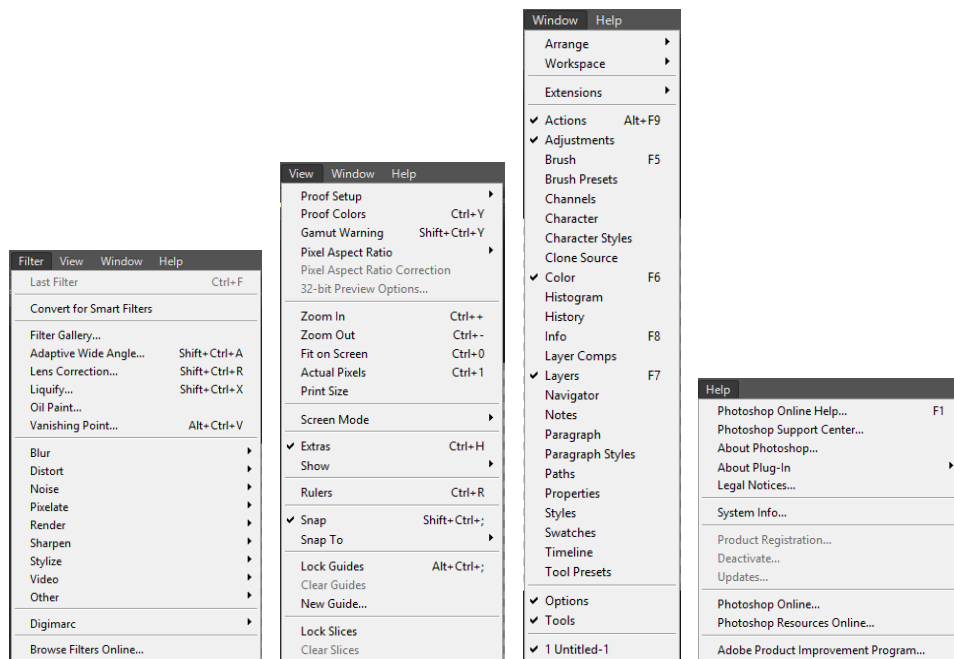 Filter View Window Help
Last Filter Ctrl+F
Convert for Smart Filters
Filter Gallery...
Adaptive Wide Angle... Shift+Ctrl+A
Lens Correction... Shift+Ctrl+R
Liquify... Shift+Ctrl+X
Oil Paint...
Vanishing Point... Alt+Ctrl+V
Blur
Distort
Noise
Pixelate
Render
Sharpen
Stylize
Video
Other
Digimarc
Browse Filters Online...
View Window Help
Proof Setup
Proof Colors Ctrl+Y
Gamut Warning Shift+Ctrl+Y
Pixel Aspect Ratio
Pixel Aspect Ratio Correction
32-bit Preview Options...
Zoom In Ctrl++
Zoom Out Ctrl+-
Fit on Screen Ctrl+0
Actual Pixels Ctrl+1
Print Size
Screen Mode
Extras Ctrl+H
Show
Rulers Ctrl+R
Snap Shift+Ctrl+;
Snap To
Lock Guides Alt+Ctrl+;
Clear Guides
New Guide...
Lock Slices
Clear Slices
Window Help
Arrange
Workspace
Extensions
Actions Alt+F9
Adjustments
Brush F5
Brush Presets
Channels
Character
Character Styles
Clone Source
Color F6
Histogram
History
Info F8
Layer Comps
Layers F7
Navigator
Notes
Paragraph
Paragraph Styles
Paths
Properties
Styles
Swatches
Timeline
Tool Presets
Options
Tools
1 Untitled-1
Help
Photoshop Online Help... F1
Photoshop Support Center...
About Photoshop...
About Plug-In
Legal Notices...
System Info...
Product Registration...
Deactivate...
Updates...
Photoshop Online...
Photoshop Resources Online...
Adobe Product Improvement Program...